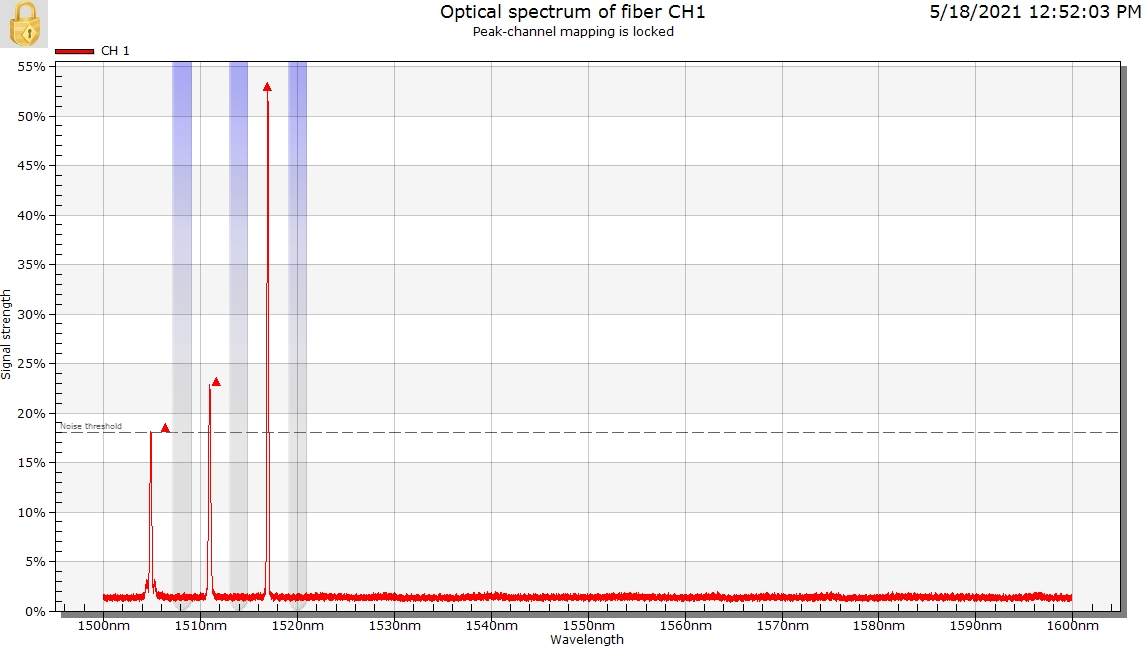 Optical spectrum of fiber CH1
5/18/2021 12:52:03 PM
Peak-channel mapping is locked
CH 1
55%
50%
45%
40%
35%
30%
25%
20%
15%
10%
5%
0%
Signal strength
Noise threshold
1500nm
1510nm
1520nm
1530nm
1540nm
1550nm
1560nm
1570nm
1580nm
1590nm
1600nm
Wavelength